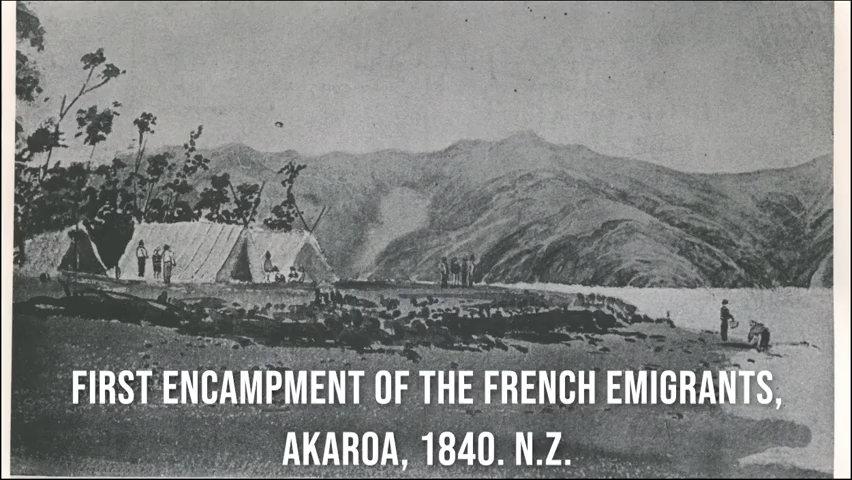 FIRST ENCAMPMENT OF THE FRENCH EMIGRANTS,
AKAROA, 1840. N.Z.